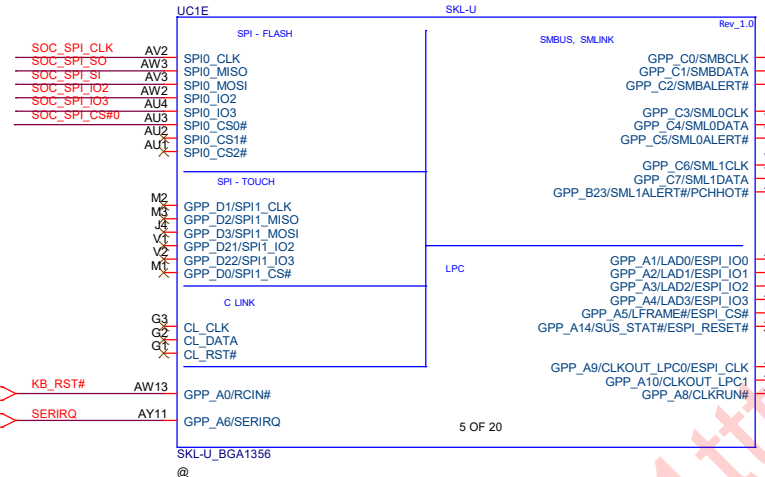 UC1E SKL-U
Rev_1.0
SPI - FLASH
SMBUS, SMLINK
SOC_SPI_CLK AV2 SPI0_CLK GPP_C0/SMBCLK
SOC_SPI_SO AW3 SPI0_MISO GPP_C1/SMBDATA
SOC_SPI_SI AV3 SPI0_MOSI GPP_C2/SMBALERT#
SOC_SPI_IO2 AW2 SPI0_IO2
SOC_SPI_IO3 AU4 SPI0_IO3 GPP_C3/SML0CLK
SOC_SPI_CS#0 AU3 SPI0_CS0# GPP_C4/SML0DATA
AU2 SPI0_CS1# GPP_C5/SML0ALERT#
AU1 SPI0_CS2#
GPP_C6/SML1CLK
SPI - TOUCH GPP_C7/SML1DATA
GPP_B23/SML1ALERT#/PCHHOT#
M2 GPP_D1/SPI1_CLK
M3 GPP_D2/SPI1_MISO
J4 GPP_D3/SPI1_MOSI
V1 GPP_D21/SPI1_IO2
V2 GPP_D22/SPI1_IO3
M1 GPP_D0/SPI1_CS#
LPC
GPP_A1/LAD0/ESPI_IO0
GPP_A2/LAD1/ESPI_IO1
GPP_A3/LAD2/ESPI_IO2
GPP_A4/LAD3/ESPI_IO3
GPP_A5/LFRAME#/ESPI_CS#
GPP_A14/SUS_STAT#/ESPI_RESET#
C LINK
G3 CL_CLK
G2 CL_DATA
G1 CL_RST#
GPP_A9/CLKOUT_LPC0/ESPI_CLK
GPP_A10/CLKOUT_LPC1
GPP_A8/CLKRUN#
KB_RST# AW13 GPP_A0/RCIN#
SERIRQ AY11 GPP_A6/SERIRQ
5 OF 20
SKL-U_BGA1356
@